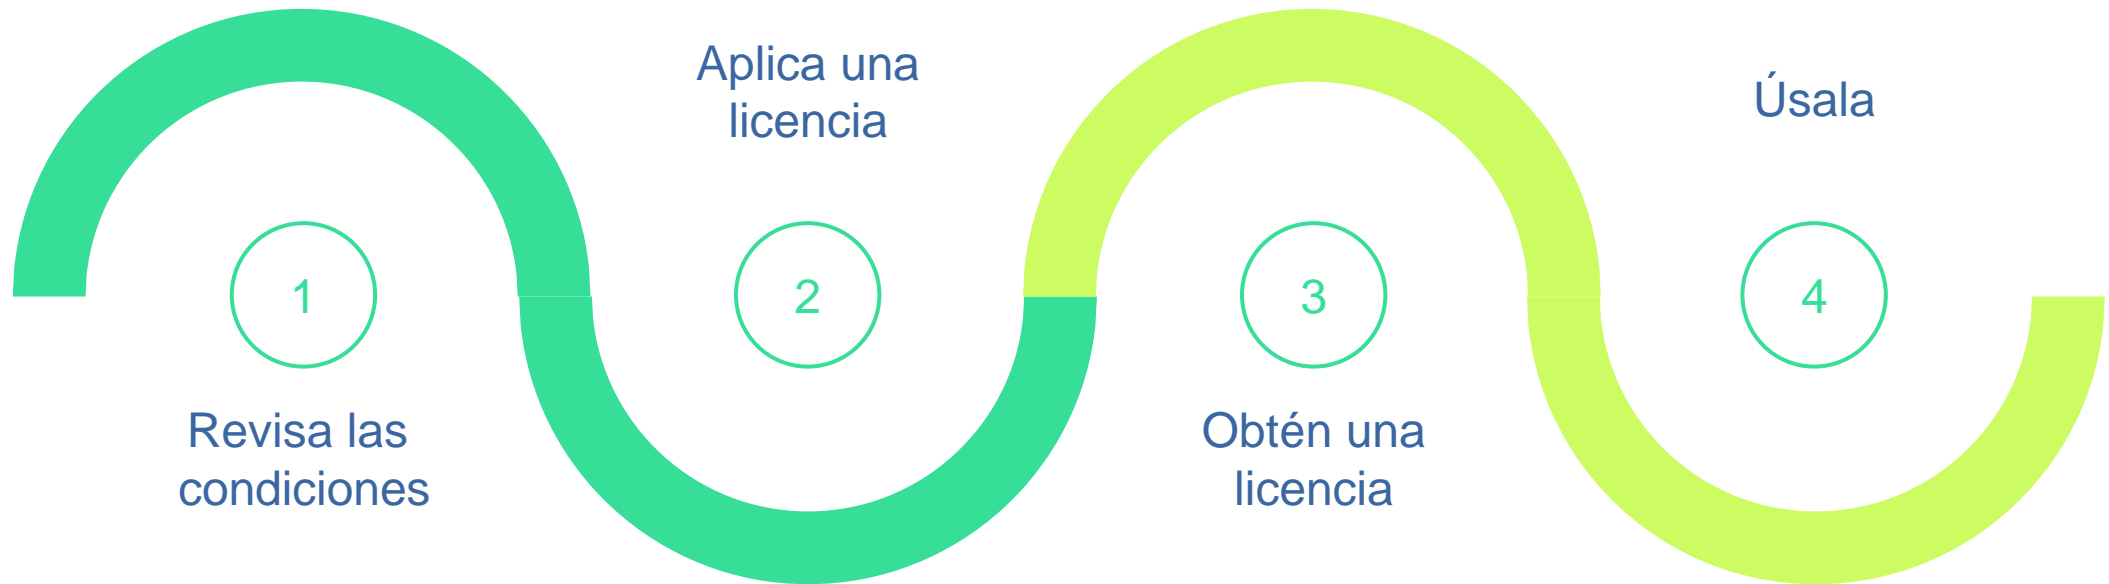 1
Revisa las
condiciones
Aplica una
licencia
2
3
Obtén una
licencia
Úsala
4